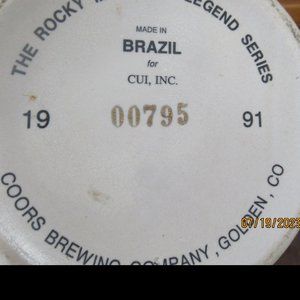 THE ROCKY LEGEND SERIES
MADE IN
BRAZIL
for
CUI, INC.
00795
19 91
COORS BREWING COMPANY, GOLDEN, CO
07/19/202